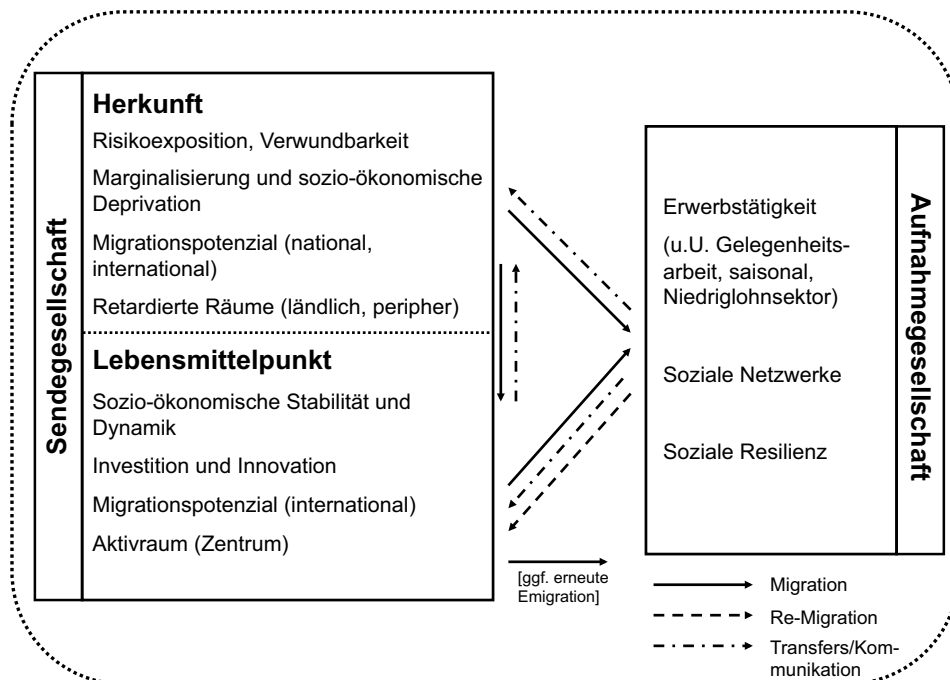 Sendegesellschaft
Herkunft
Risikoexposition, Verwundbarkeit
Marginalisierung und sozio-ökonomische
Deprivation
Migrationspotenzial (national,
international)
Retardierte Räume (ländlich, peripher)
Lebensmittelpunkt
Sozio-ökonomische Stabilität und
Dynamik
Investition und Innovation
Migrationspotenzial (international)
Aktivraum (Zentrum)
[ggf. erneute
Emigration]
Erwerbstätigkeit
(u.U. Gelegenheits-
arbeit, saisonal,
Niedriglohnsektor)
Soziale Netzwerke
Soziale Resilienz
Aufnahmegesellschaft
Migration
Re-Migration
Transfers/Kom-
munikation